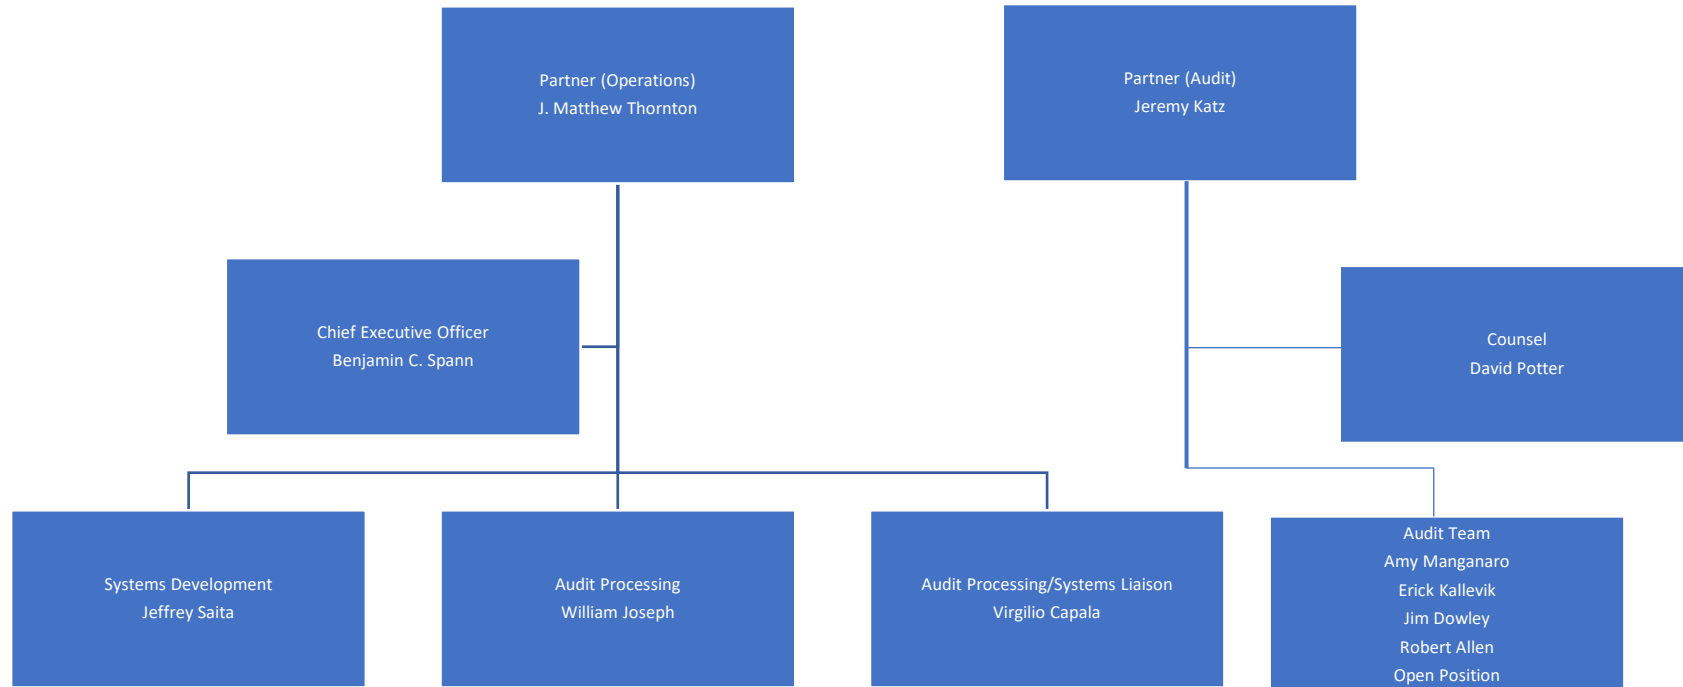 Partner (Operations)
J. Matthew Thornton
Partner (Audit)
Jeremy Katz
Chief Executive Officer
Benjamin C. Spann
Counsel
David Potter
Systems Development
Jeffrey Saita
Audit Processing
William Joseph
Audit Processing/Systems Liaison
Virgilio Capala
Audit Team
Amy Manganaro
Erick Kallevik
Jim Dowley
Robert Allen
Open Position